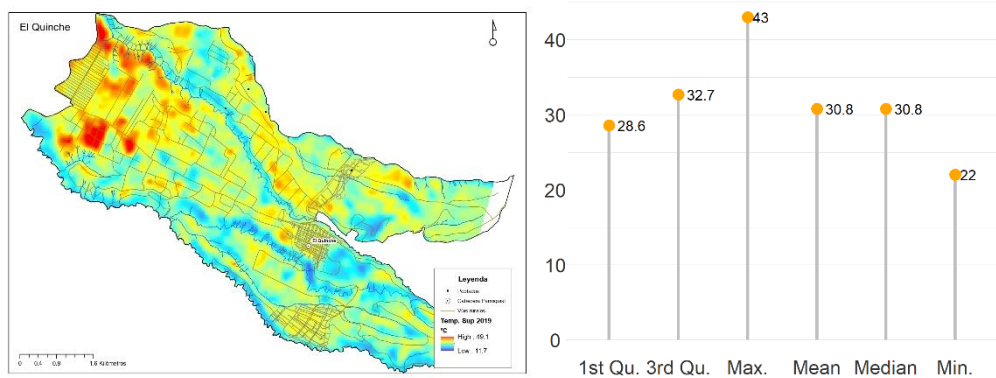 El Quinche
El Quinche
Leyenda
Poblados
Cabecera Parroquial
Vías rurales
Temp. Sup 2019
°C
High : 49.1
Low : 11.7
0 0.4 0.8 1.6 Kilómetros
40
30
20
10
0
28.6
32.7
43
30.8
30.8
22
1st Qu. 3rd Qu. Max. Mean Median Min.